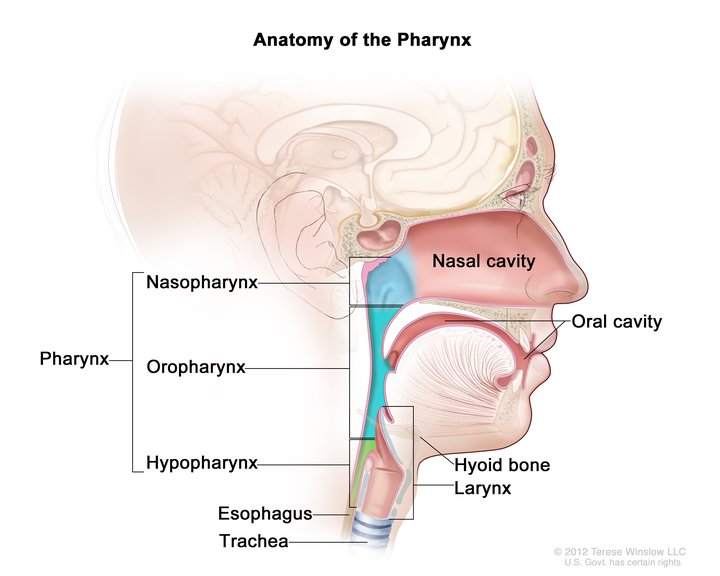 Anatomy of the Pharynx
Nasal cavity
Nasopharynx
Oral cavity
Pharynx
Oropharynx
Hypopharynx
Hyoid bone
Larynx
Esophagus
Trachea
© 2012 Terese Winslow LLC
U.S. Govt. has certain rights